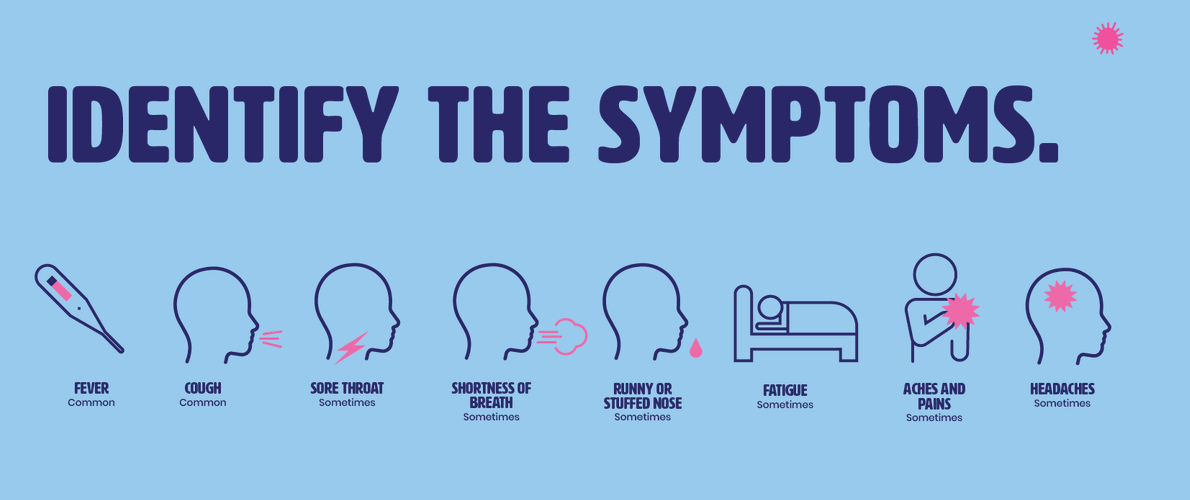 IDENTIFY THE SYMPTOMS.
FEVER
Common
COUGH
Common
SORE THROAT
Sometimes
SHORTNESS OF
BREATH
Sometimes
RUNNY OR
STUFFED NOSE
Sometimes
FATIGUE
Sometimes
ACHES AND
PAINS
Sometimes
HEADACHES
Sometimes